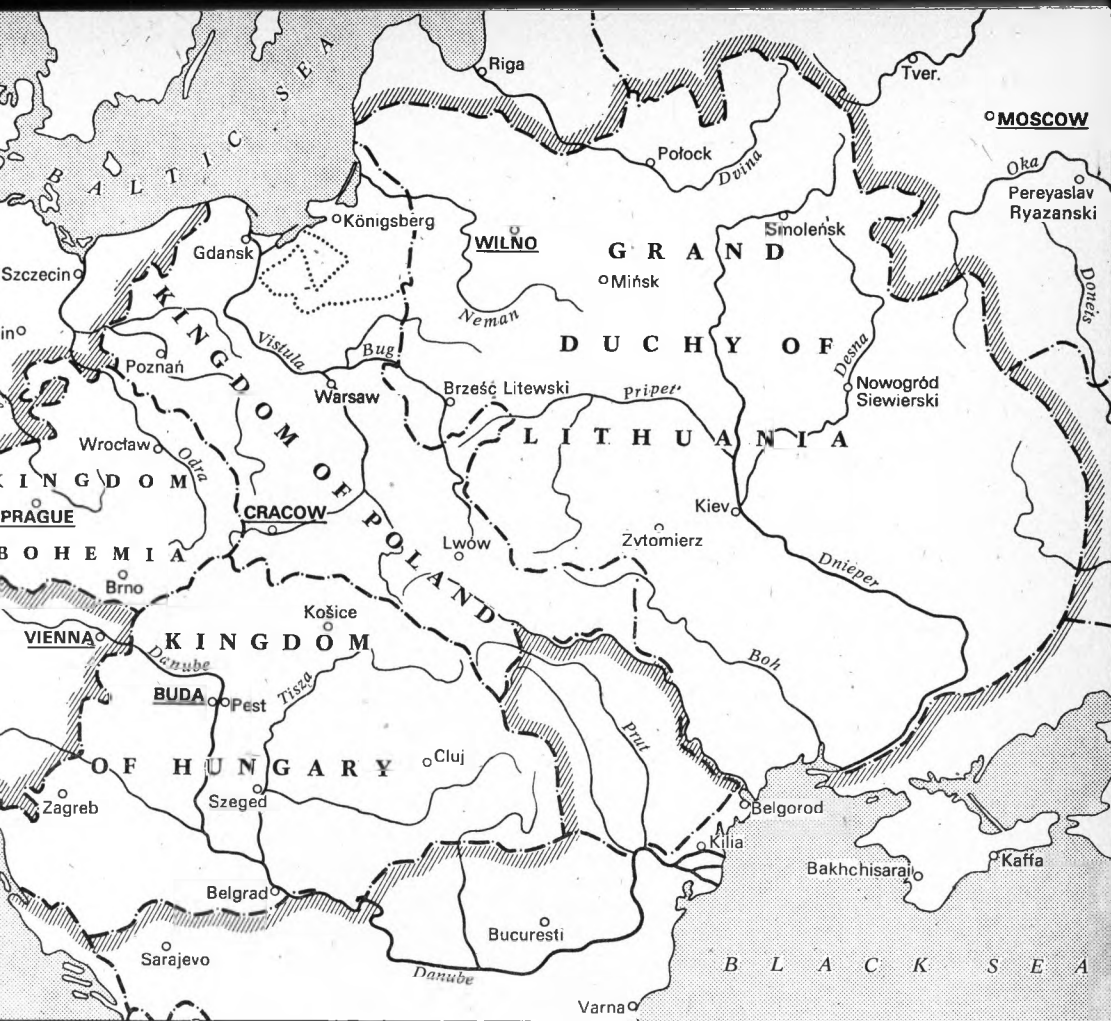 BALTIC SEA
Riga
Tver.
MOSCOW
Połock
Dvina
Oka
Pereyaslav
Ryazanski
Königsberg
Gdansk
WILNO
Smoleńsk
GRAND
Szczecin
Mińsk
Donets
Neman
in
DUCHY OF
Vistula
Bug
Desna
Poznań
Warsaw
Brześć Litewski
Pripet
Nowogród
Siewierski
KINGDOM OF POLAND
Wrocław
Odra
LITHUANIA
KINGDOM
PRAGUE
CRACOW
Kiev
Lwów
Zytomierz
BOHEMIA
Brno
Dnieper
Košice
VIENNA
KINGDOM
Danube
Boh
BUDA
Pest
Tisza
Prut
OF HUNGARY
Cluj
Zagreb
Szeged
Belgorod
Kilia
Bakhchisarai
Kaffa
Belgrad
Bucuresti
Sarajevo
Danube
BLACK SEA
Varna